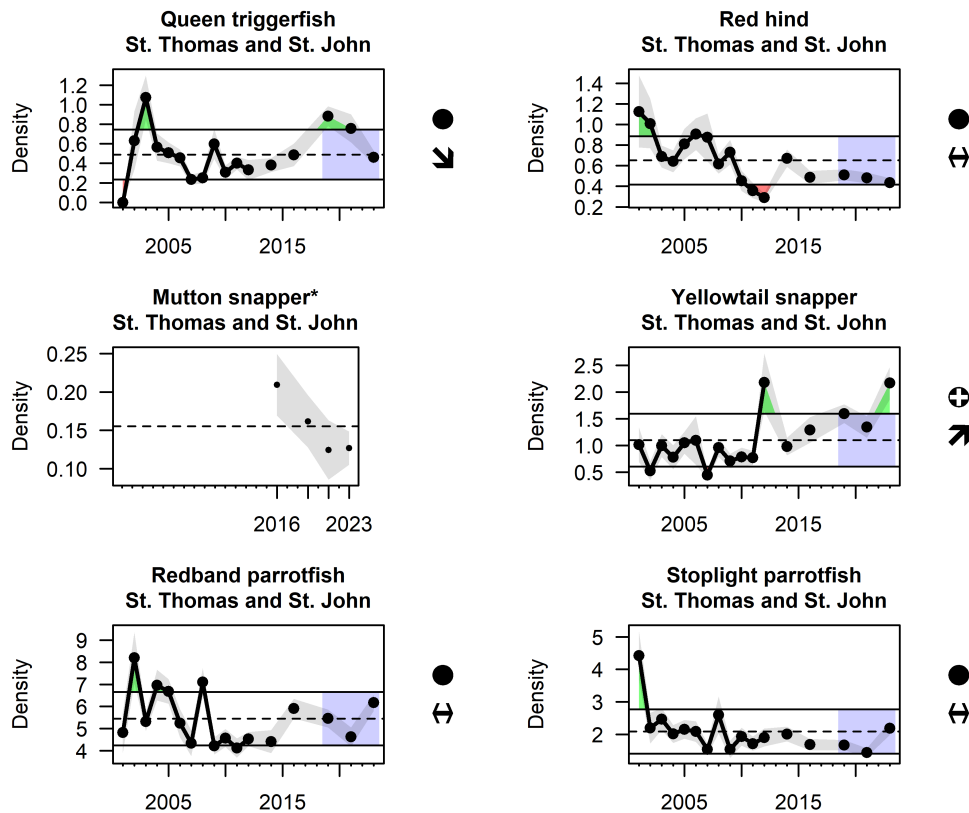 Queen triggerfish
St. Thomas and St. John
Density
1.2
1.0
0.8
0.6
0.4
0.2
0.0
2005
2015
Red hind
St. Thomas and St. John
Density
1.4
1.2
1.0
0.8
0.6
0.4
0.2
2005
2015
Mutton snapper*
St. Thomas and St. John
Density
0.25
0.20
0.15
0.10
2016
2023
Yellowtail snapper
St. Thomas and St. John
Density
2.5
2.0
1.5
1.0
0.5
2005
2015
Redband parrotfish
St. Thomas and St. John
Density
9
8
7
6
5
4
2005
2015
Stoplight parrotfish
St. Thomas and St. John
Density
5
4
3
2
2005
2015